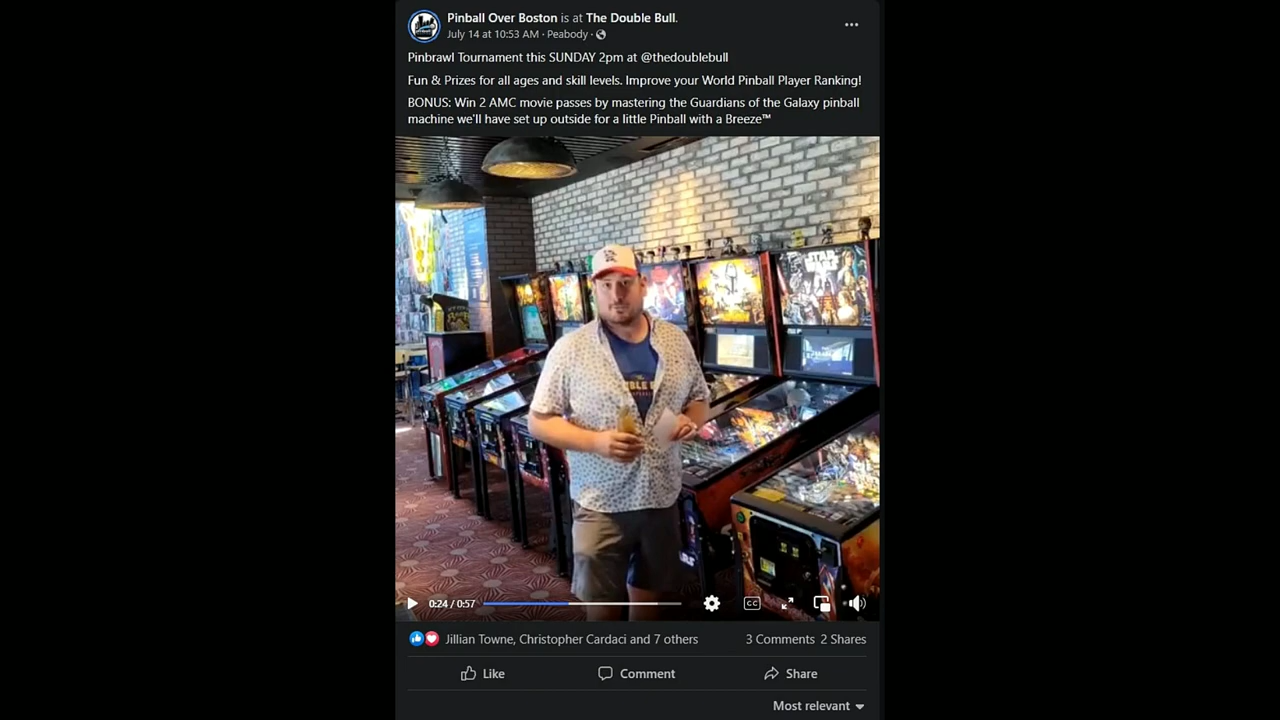 Pinball Over Boston is at The Double Bull.
July 14 at 10:53 AM · Peabody ·
Pinbrawl Tournament this SUNDAY 2pm at @thedoublebull
Fun & Prizes for all ages and skill levels. Improve your World Pinball Player Ranking!
BONUS: Win 2 AMC movie passes by mastering the Guardians of the Galaxy pinball
machine we'll have set up outside for a little Pinball with a Breeze™
STAR WARS
0:24 / 0:57
CC
Jillian Towne, Christopher Cardaci and 7 others
3 Comments 2 Shares
Like
Comment
Share
Most relevant